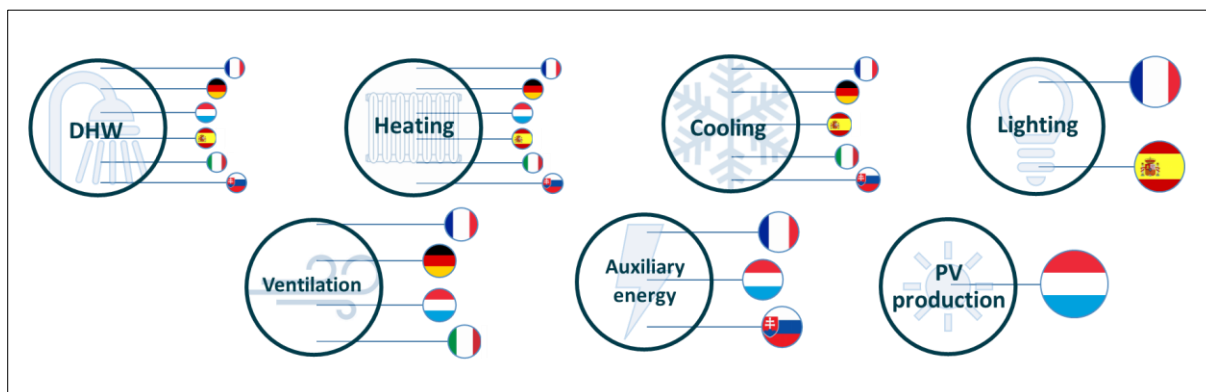 DHW
Heating
Cooling
Lighting
Ventilation
Auxiliary
energy
PV
production